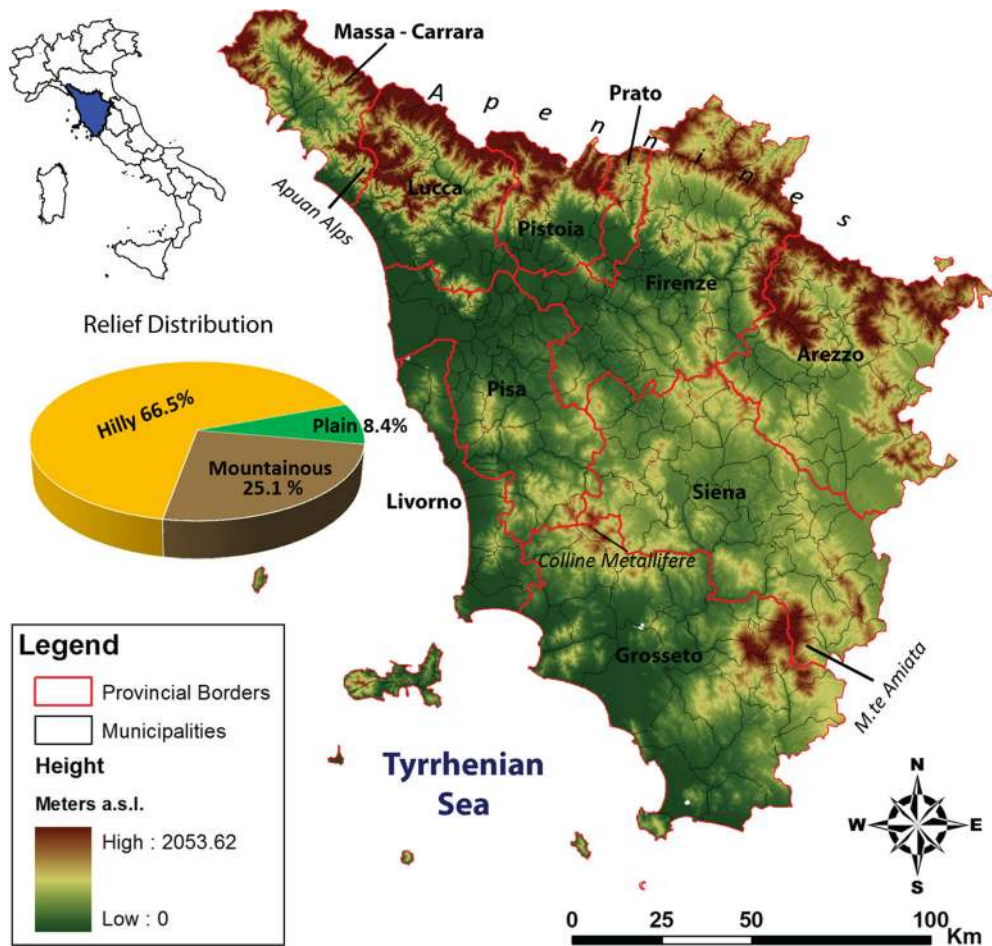 Massa - Carrara
Apennines
Prato
Apuan Alps
Lucca
Pistoia
Firenze
Arezzo
Relief Distribution
Hilly 66.5%
Plain 8.4%
Mountainous
25.1 %
Pisa
Livorno
Siena
Colline Metallifere
Grosseto
M.te Amiata
Tyrrhenian
Sea
Legend
Provincial Borders
Municipalities
Height
Meters a.s.l.
High : 2053.62
Low : 0
N
W
E
S
0 25 50 100
Km